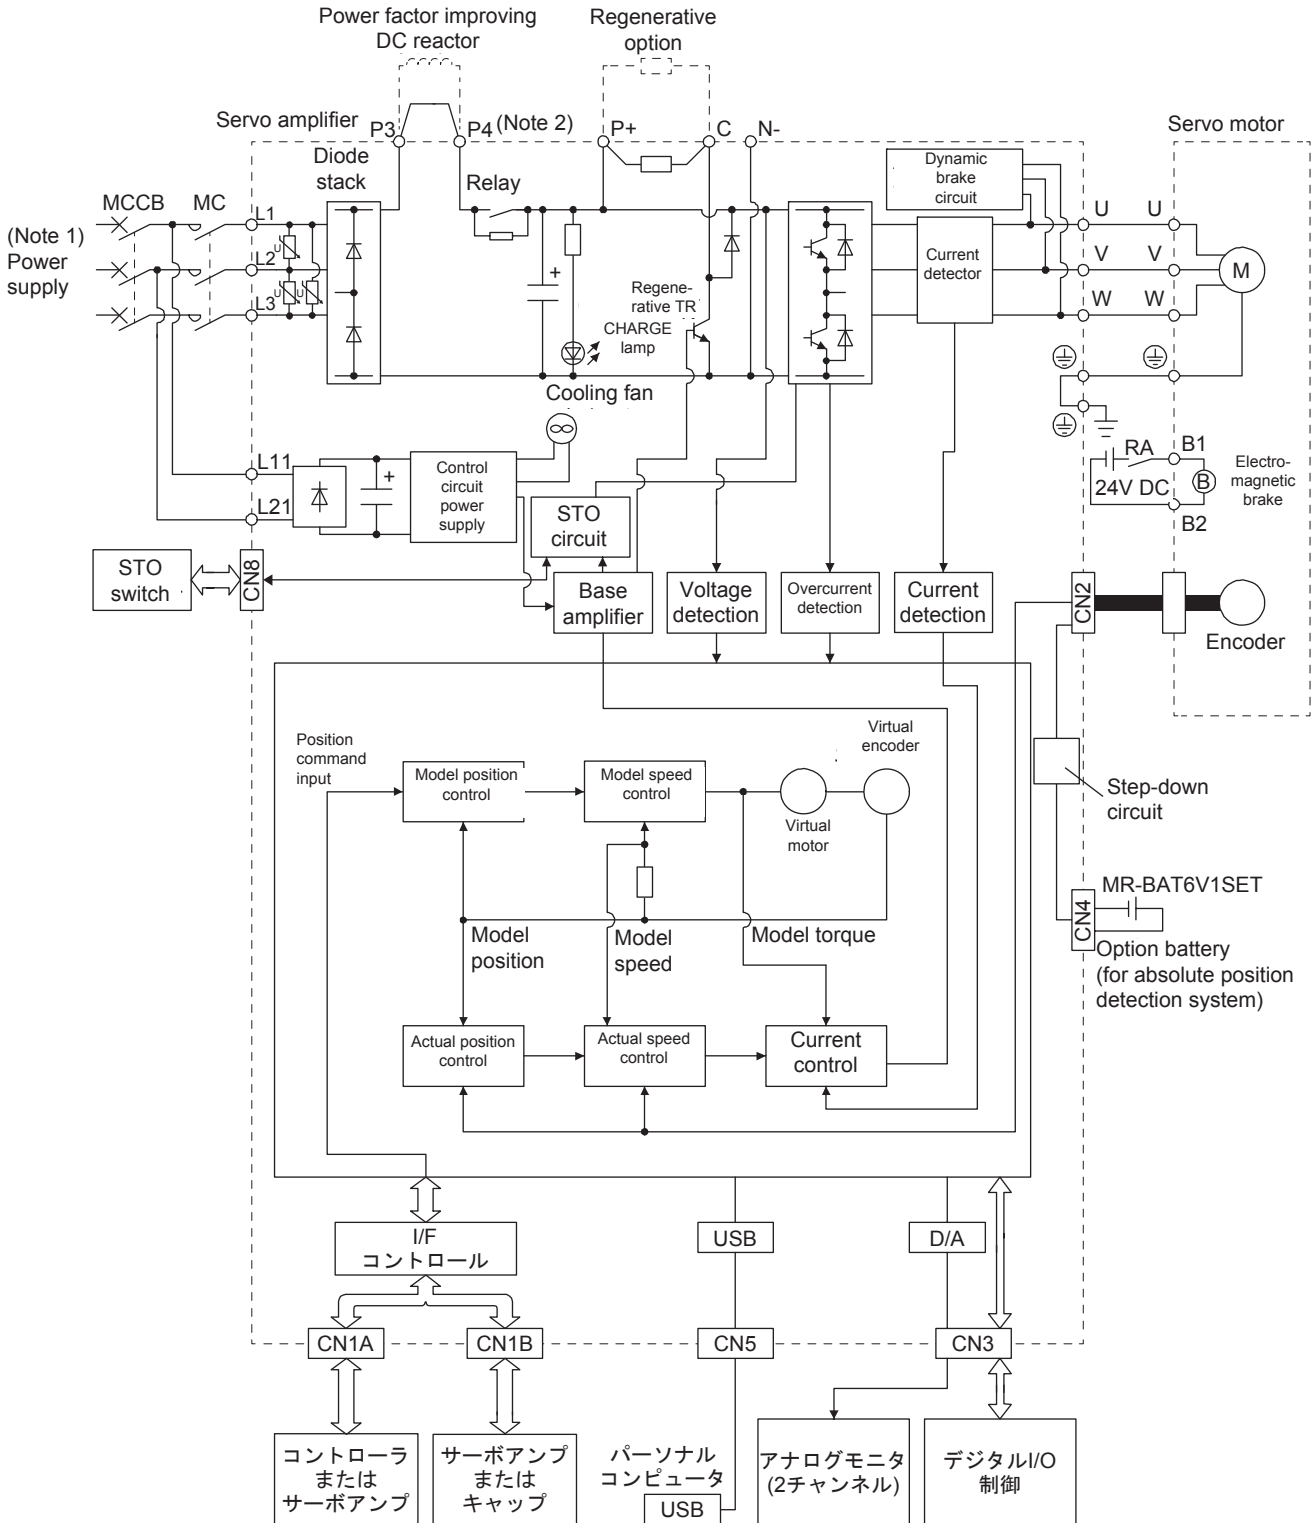 Power factor improving
DC reactor
Regenerative
option
Servo amplifier
P3
P4
(Note 2)
P+
C
N-
Servo motor
Diode
stack
Relay
Dynamic
brake
circuit
MCCB
MC
L1
U
U
(Note 1)
Power
supply
U
L2
Current
detector
V
V
M
+
Regene-
rative TR
L3
U
U
W
W
CHARGE
lamp
Cooling fan
L11
+
Control
circuit
power
supply
RA
B1
24V DC
B
Electro-
magnetic
brake
L21
B2
STO
circuit
STO
switch
CN8
Base
amplifier
Voltage
detection
Overcurrent
detection
Current
detection
CN2
Encoder
Position
command
input
Virtual
encoder
Model position
control
Model speed
control
Virtual
motor
Step-down
circuit
MR-BAT6V1SET
CN4
Model
position
Model
speed
Model torque
Option battery
(for absolute position
detection system)
Actual position
control
Actual speed
control
Current
control
I/F
コントロール
USB
D/A
CN1A
CN1B
CN5
CN3
コントローラ
または
サーボアンプ
サーボアンプ
または
キャップ
パーソナル
コンピュータ
USB
アナログモニタ
(2チャンネル)
デジタルI/O
制御